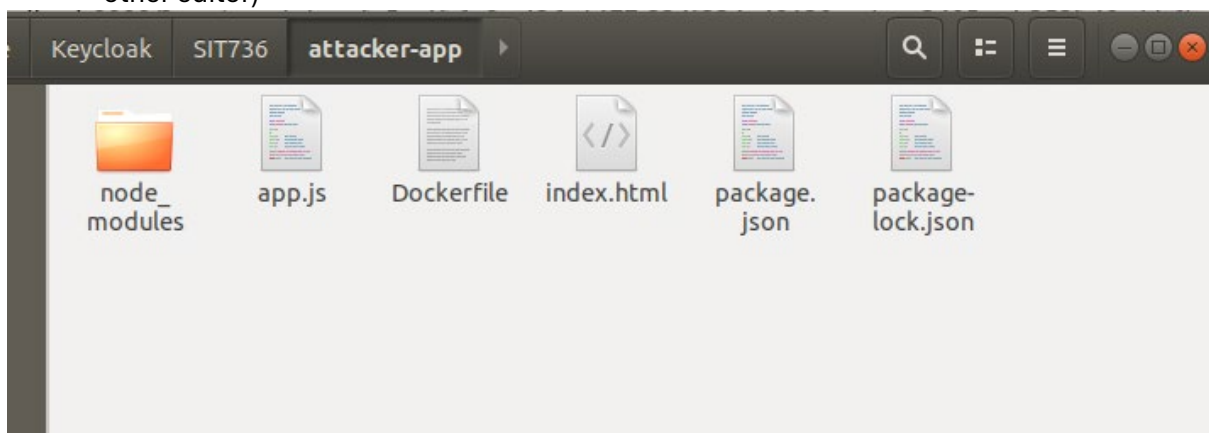 Keycloak SIT736 attacker-app
node_ app.js Dockerfile index.html package. package-
modules json lock.json